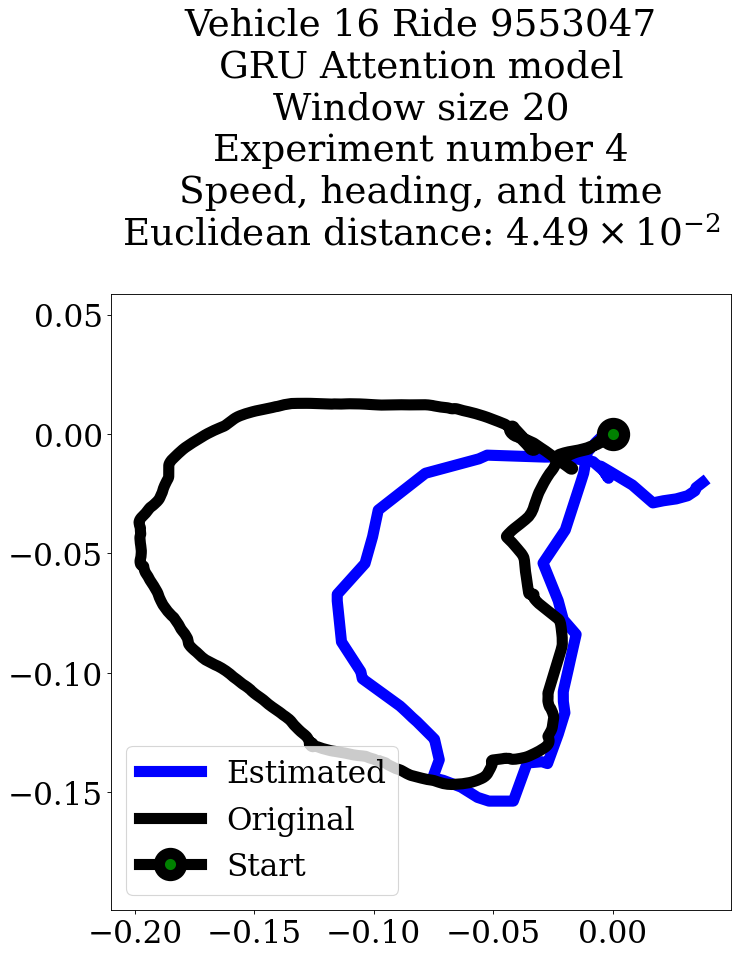 Vehicle 16 Ride 9553047
GRU Attention model
Window size 20
Experiment number 4
Speed, heading, and time
Euclidean distance: 4.49 × 10⁻²
0.05
0.00
−0.05
−0.10
−0.15
Estimated
Original
Start
−0.20 −0.15 −0.10 −0.05 0.00